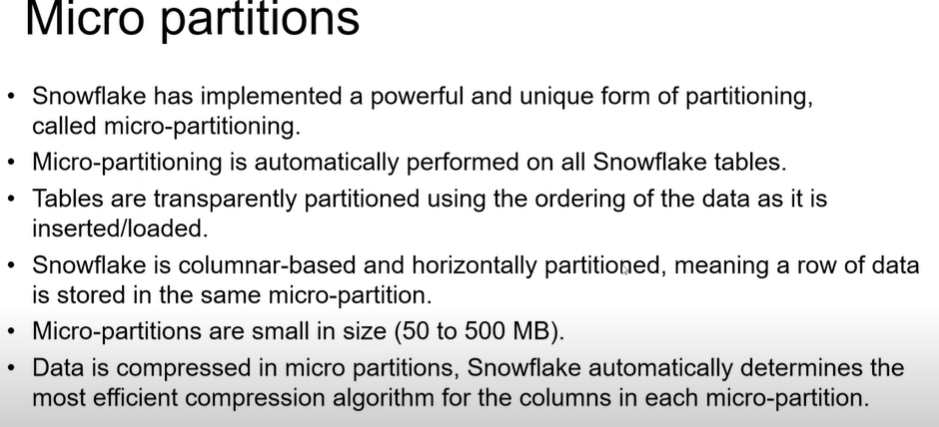 Micro partitions
• Snowflake has implemented a powerful and unique form of partitioning,
called micro-partitioning.
• Micro-partitioning is automatically performed on all Snowflake tables.
• Tables are transparently partitioned using the ordering of the data as it is
inserted/loaded.
• Snowflake is columnar-based and horizontally partitioned, meaning a row of data
is stored in the same micro-partition.
• Micro-partitions are small in size (50 to 500 MB).
• Data is compressed in micro partitions, Snowflake automatically determines the
most efficient compression algorithm for the columns in each micro-partition.